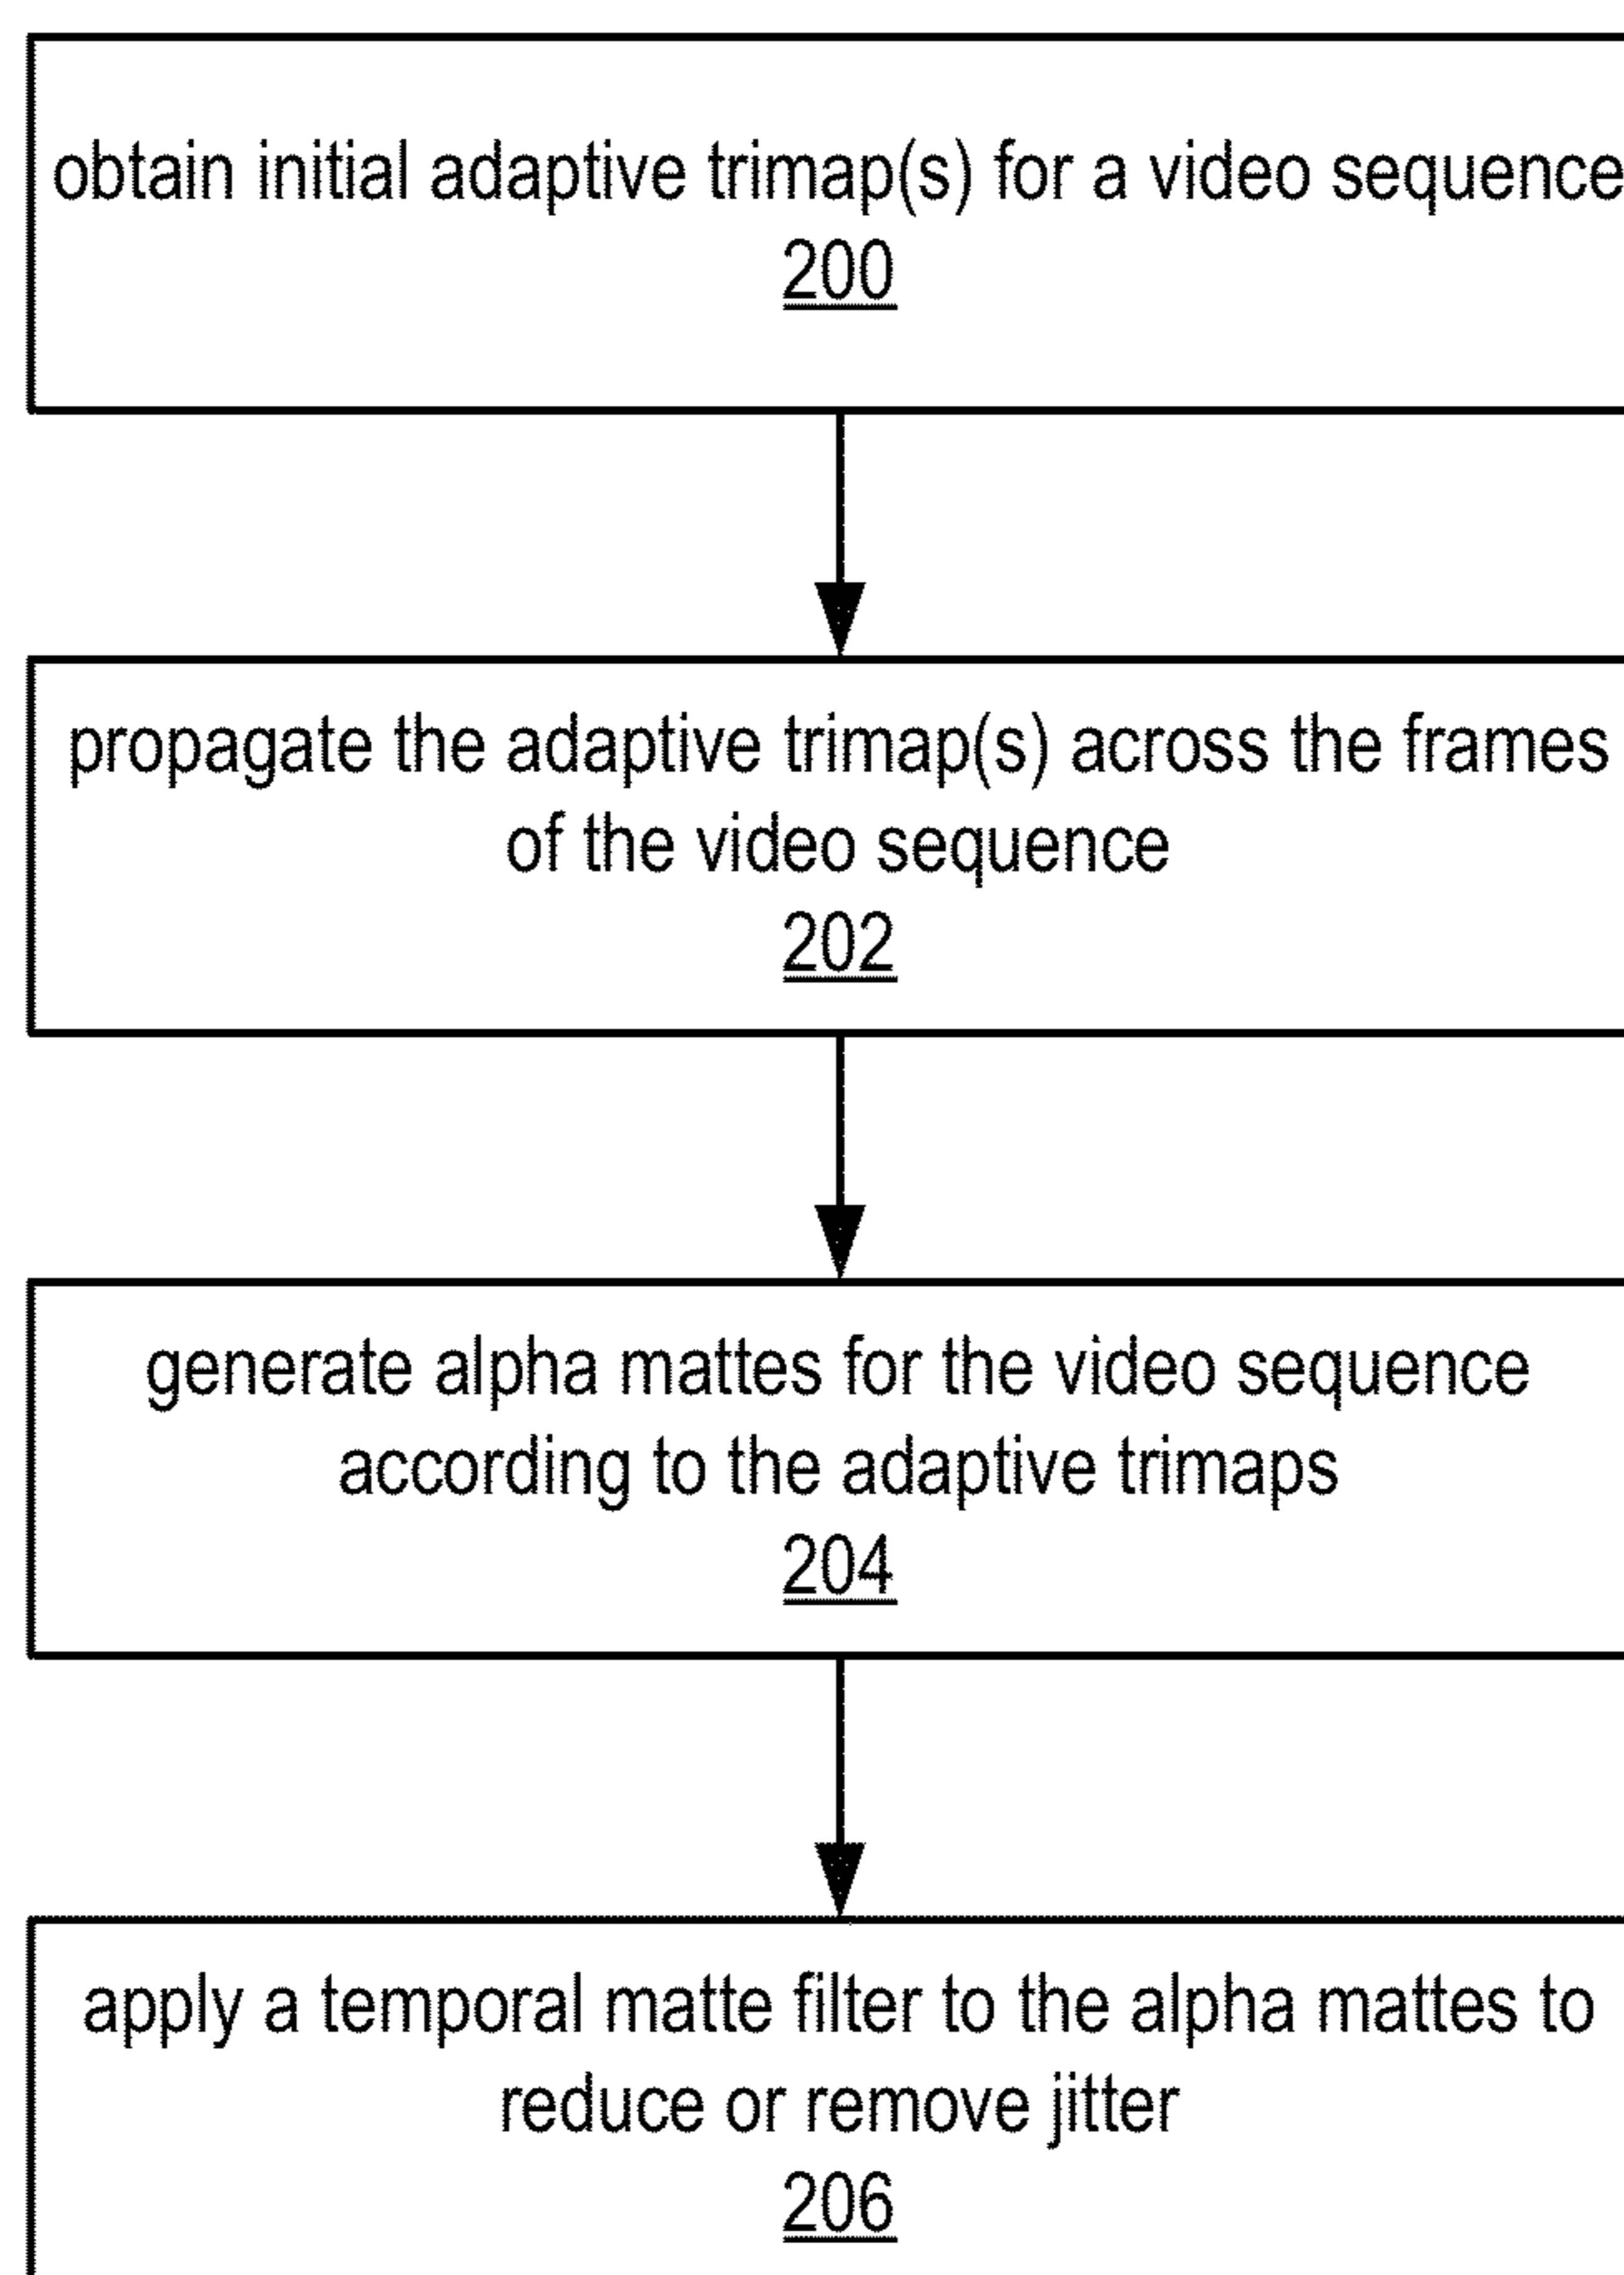 obtain initial adaptive trimap(s) for a video sequence
200
propagate the adaptive trimap(s) across the frames
of the video sequence
202
generate alpha mattes for the video sequence
according to the adaptive trimaps
204
apply a temporal matte filter to the alpha mattes to
reduce or remove jitter
206